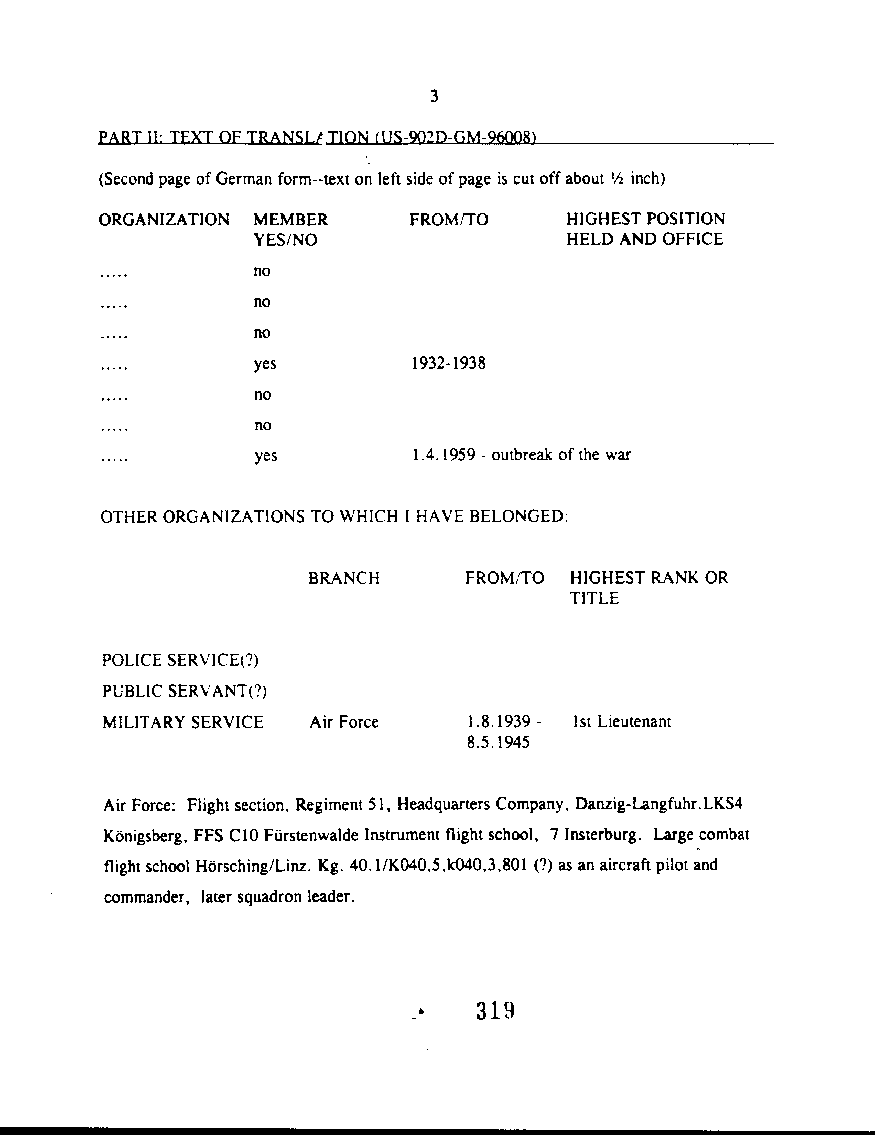 3
PART II: TEXT OF TRANSLATION (US-902D-GM-96008)
(Second page of German form--text on left side of page is cut off about ½ inch)
ORGANIZATION MEMBER FROM/TO HIGHEST POSITION
YES/NO HELD AND OFFICE
..... no
..... no
..... no
..... yes 1932-1938
..... no
..... no
..... yes 1.4.1959 - outbreak of the war
OTHER ORGANIZATIONS TO WHICH I HAVE BELONGED:
BRANCH FROM/TO HIGHEST RANK OR
TITLE
POLICE SERVICE(?)
PUBLIC SERVANT(?)
MILITARY SERVICE Air Force 1.8.1939 - 1st Lieutenant
8.5.1945
Air Force: Flight section, Regiment 51, Headquarters Company, Danzig-Langfuhr.LKS4
Königsberg, FFS C10 Fürstenwalde Instrument flight school, 7 Insterburg. Large combat
flight school Hörsching/Linz. Kg. 40.1/K040,5,k040,3,801 (?) as an aircraft pilot and
commander, later squadron leader.
319